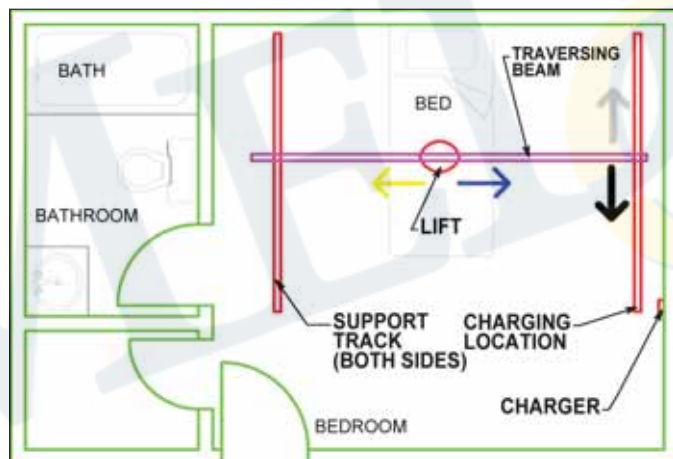 BATH
TRAVERSING
BEAM
BED
BATHROOM
LIFT
SUPPORT
TRACK
(BOTH SIDES)
CHARGING
LOCATION
CHARGER
BEDROOM